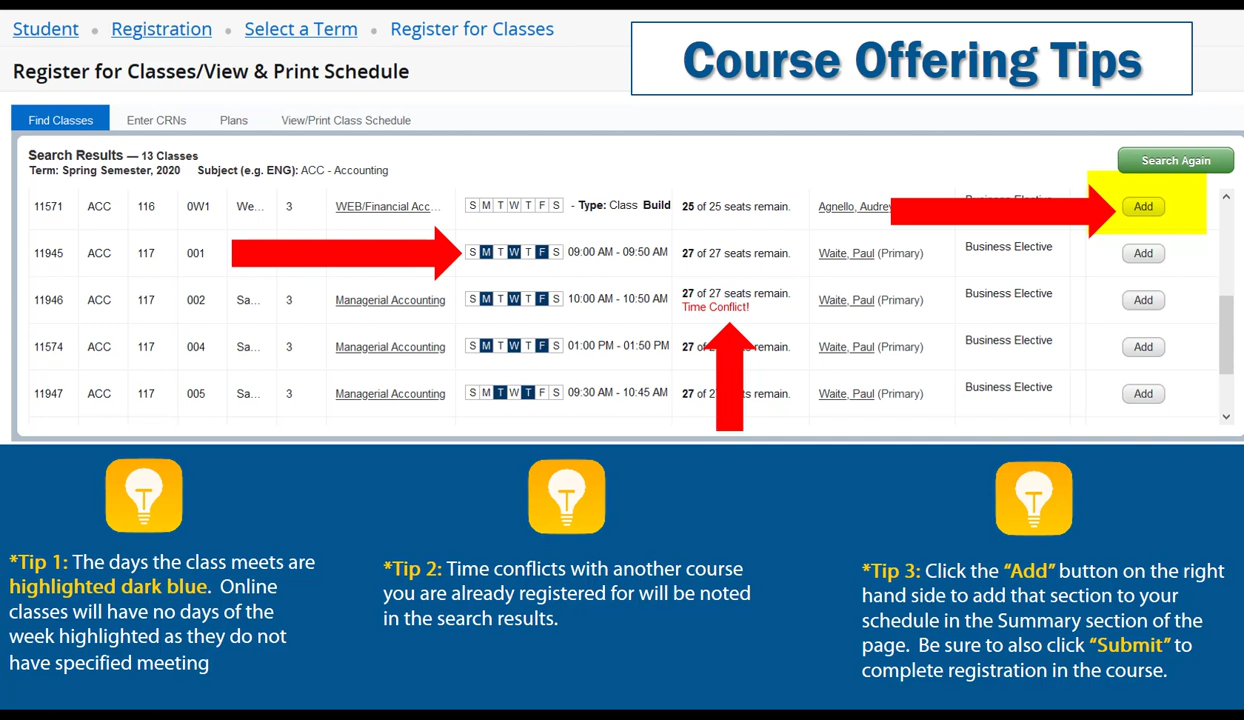 Student • Registration • Select a Term • Register for Classes
Course Offering Tips
Register for Classes/View & Print Schedule
Find Classes Enter CRNs Plans View/Print Class Schedule
Search Results — 13 Classes
Term: Spring Semester, 2020 Subject (e.g. ENG): ACC - Accounting
Search Again
11571 ACC 116 0W1 We... 3 WEB/Financial Acc... S M T W T F S - Type: Class Build 25 of 25 seats remain. Agnello, Audrey Business Elective Add
11945 ACC 117 001 S M T W T F S 09:00 AM - 09:50 AM 27 of 27 seats remain. Waite, Paul (Primary) Business Elective Add
11946 ACC 117 002 Sa... 3 Managerial Accounting S M T W T F S 10:00 AM - 10:50 AM 27 of 27 seats remain. Waite, Paul (Primary) Business Elective Add
Time Conflict!
11574 ACC 117 004 Sa... 3 Managerial Accounting S M T W T F S 01:00 PM - 01:50 PM 27 remain. Waite, Paul (Primary) Business Elective Add
11947 ACC 117 005 Sa... 3 Managerial Accounting S M T W T F S 09:30 AM - 10:45 AM 27 of remain. Waite, Paul (Primary) Business Elective Add
*Tip 1: The days the class meets are
highlighted dark blue. Online
classes will have no days of the
week highlighted as they do not
have specified meeting
*Tip 2: Time conflicts with another course
you are already registered for will be noted
in the search results.
*Tip 3: Click the “Add” button on the right
hand side to add that section to your
schedule in the Summary section of the
page. Be sure to also click “Submit” to
complete registration in the course.